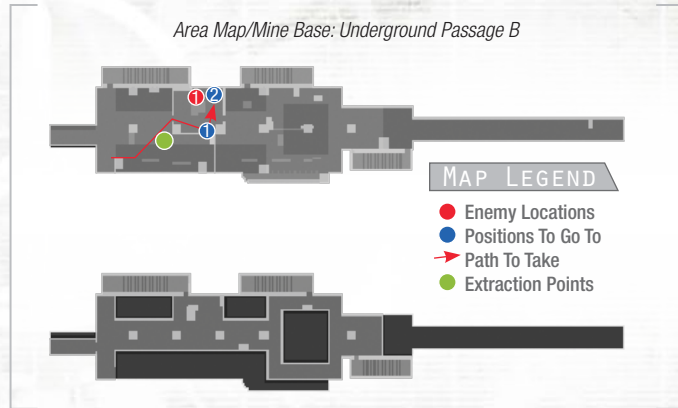 Area Map/Mine Base: Underground Passage B
1
2
1
MAP LEGEND
Enemy Locations
Positions To Go To
Path To Take
Extraction Points